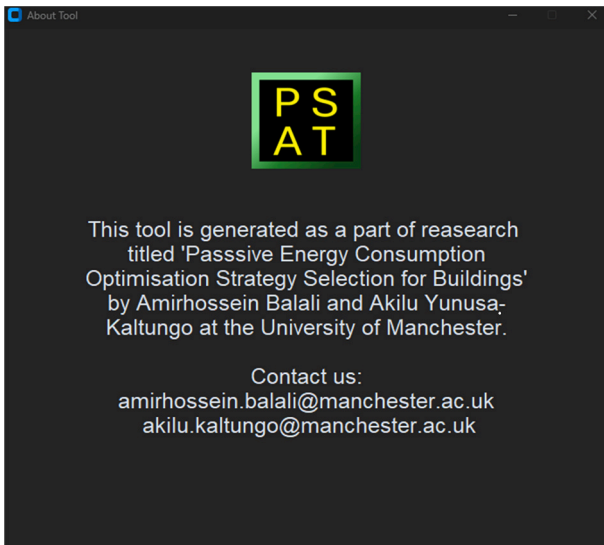 About Tool
P S
A T
This tool is generated as a part of reasearch
titled 'Passsive Energy Consumption
Optimisation Strategy Selection for Buildings'
by Amirhossein Balali and Akilu Yunusa-
Kaltungo at the University of Manchester.
Contact us:
amirhossein.balali@manchester.ac.uk
akilu.kaltungo@manchester.ac.uk